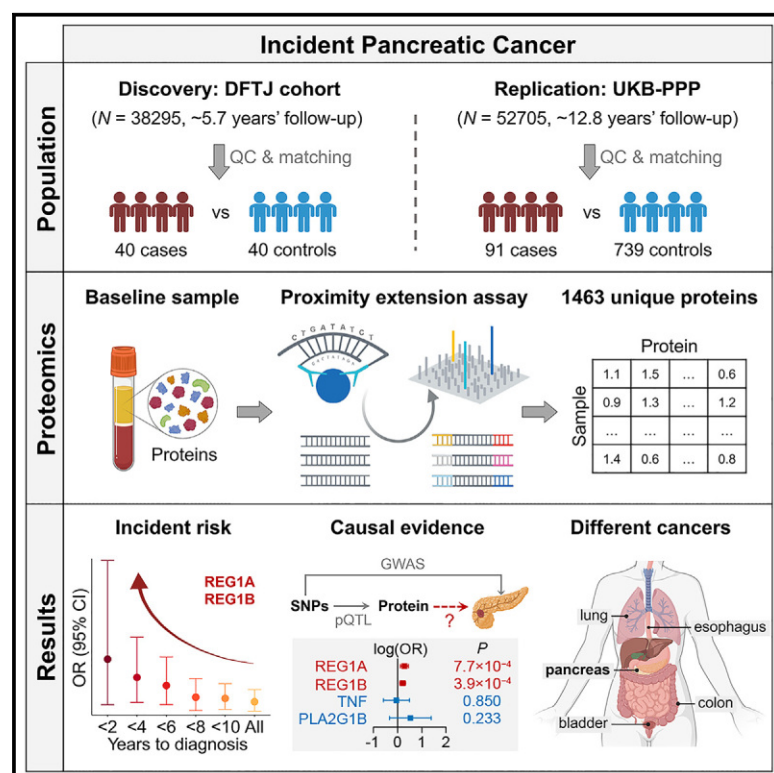 Incident Pancreatic Cancer
Population
Discovery: DFTJ cohort
(N = 38295, ~5.7 years' follow-up)
QC & matching
vs
40 cases
40 controls
Replication: UKB-PPP
(N = 52705, ~12.8 years' follow-up)
QC & matching
vs
91 cases
739 controls
Proteomics
Baseline sample
Proteins
Proximity extension assay
CTGATATCT
1463 unique proteins
Protein
Sample
1.1 1.5 ... 0.6
0.9 1.3 ... 1.2
... ... ... ...
1.4 0.6 ... 0.8
Results
Incident risk
REG1A
REG1B
OR (95% CI)
<2 <4 <6 <8 <10 All
Years to diagnosis
Causal evidence
GWAS
SNPs Protein
pQTL ?
log(OR) P
REG1A 7.7×10⁻⁴
REG1B 3.9×10⁻⁴
TNF 0.850
PLA2G1B 0.233
-1 0 1 2
Different cancers
lung
esophagus
pancreas
colon
bladder